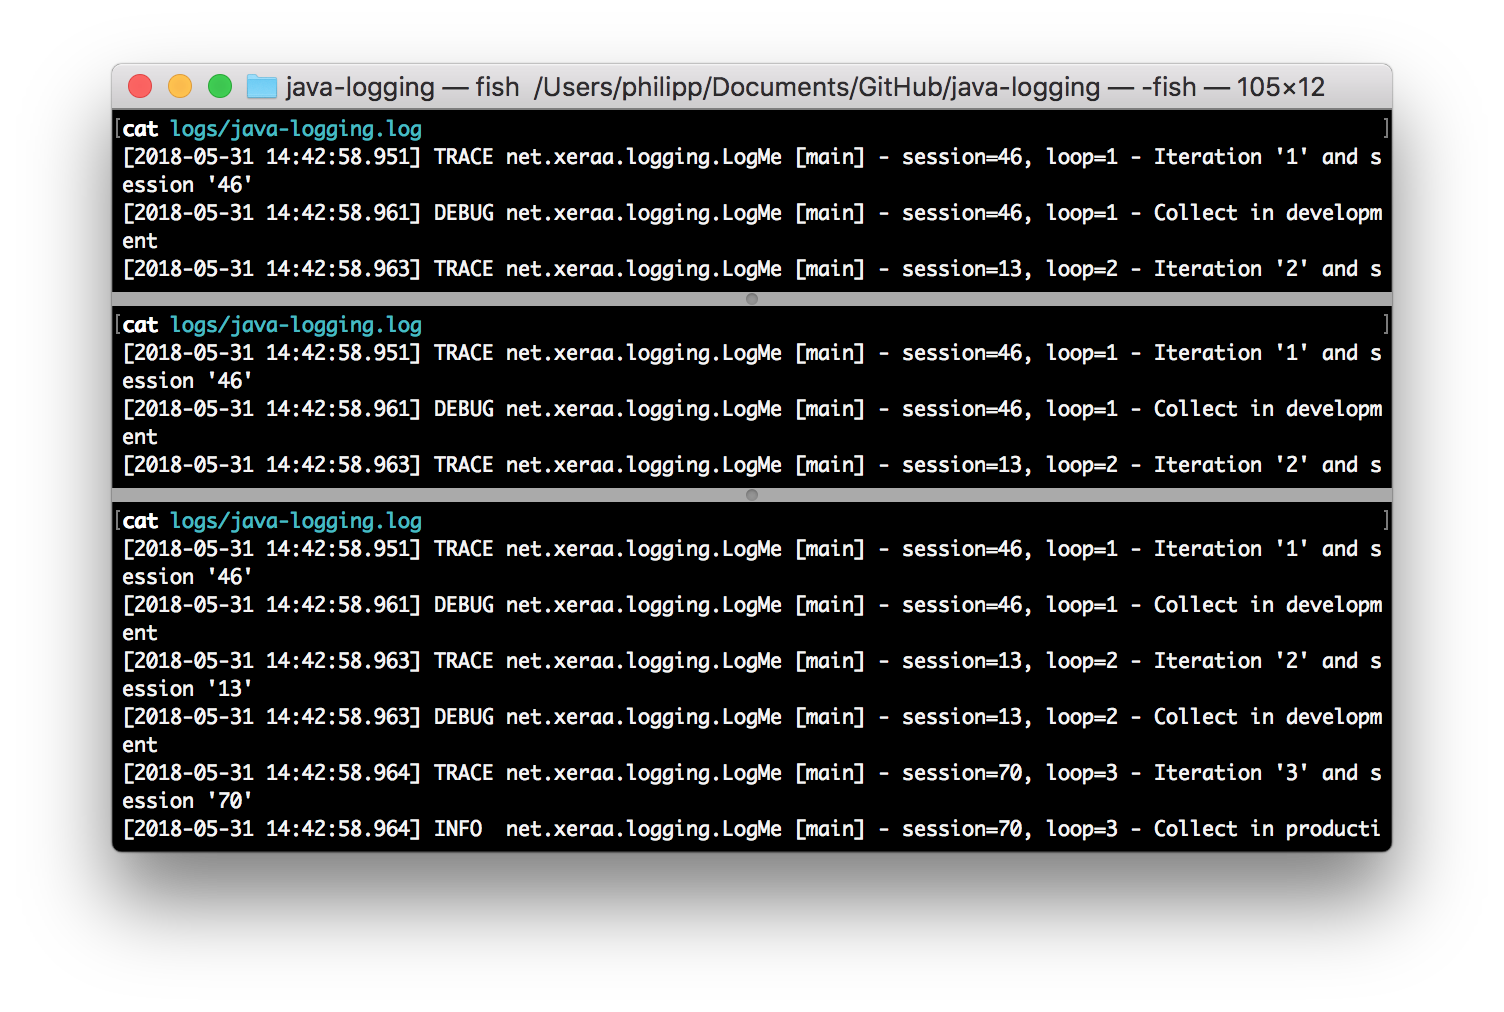 java-logging — fish  /Users/philipp/Documents/GitHub/java-logging — -fish — 105×12
[cat logs/java-logging.log ]
[2018-05-31 14:42:58.951] TRACE net.xeraa.logging.LogMe [main] - session=46, loop=1 - Iteration '1' and s
ession '46'
[2018-05-31 14:42:58.961] DEBUG net.xeraa.logging.LogMe [main] - session=46, loop=1 - Collect in developm
ent
[2018-05-31 14:42:58.963] TRACE net.xeraa.logging.LogMe [main] - session=13, loop=2 - Iteration '2' and s
[cat logs/java-logging.log ]
[2018-05-31 14:42:58.951] TRACE net.xeraa.logging.LogMe [main] - session=46, loop=1 - Iteration '1' and s
ession '46'
[2018-05-31 14:42:58.961] DEBUG net.xeraa.logging.LogMe [main] - session=46, loop=1 - Collect in developm
ent
[2018-05-31 14:42:58.963] TRACE net.xeraa.logging.LogMe [main] - session=13, loop=2 - Iteration '2' and s
[cat logs/java-logging.log ]
[2018-05-31 14:42:58.951] TRACE net.xeraa.logging.LogMe [main] - session=46, loop=1 - Iteration '1' and s
ession '46'
[2018-05-31 14:42:58.961] DEBUG net.xeraa.logging.LogMe [main] - session=46, loop=1 - Collect in developm
ent
[2018-05-31 14:42:58.963] TRACE net.xeraa.logging.LogMe [main] - session=13, loop=2 - Iteration '2' and s
ession '13'
[2018-05-31 14:42:58.963] DEBUG net.xeraa.logging.LogMe [main] - session=13, loop=2 - Collect in developm
ent
[2018-05-31 14:42:58.964] TRACE net.xeraa.logging.LogMe [main] - session=70, loop=3 - Iteration '3' and s
ession '70'
[2018-05-31 14:42:58.964] INFO  net.xeraa.logging.LogMe [main] - session=70, loop=3 - Collect in producti